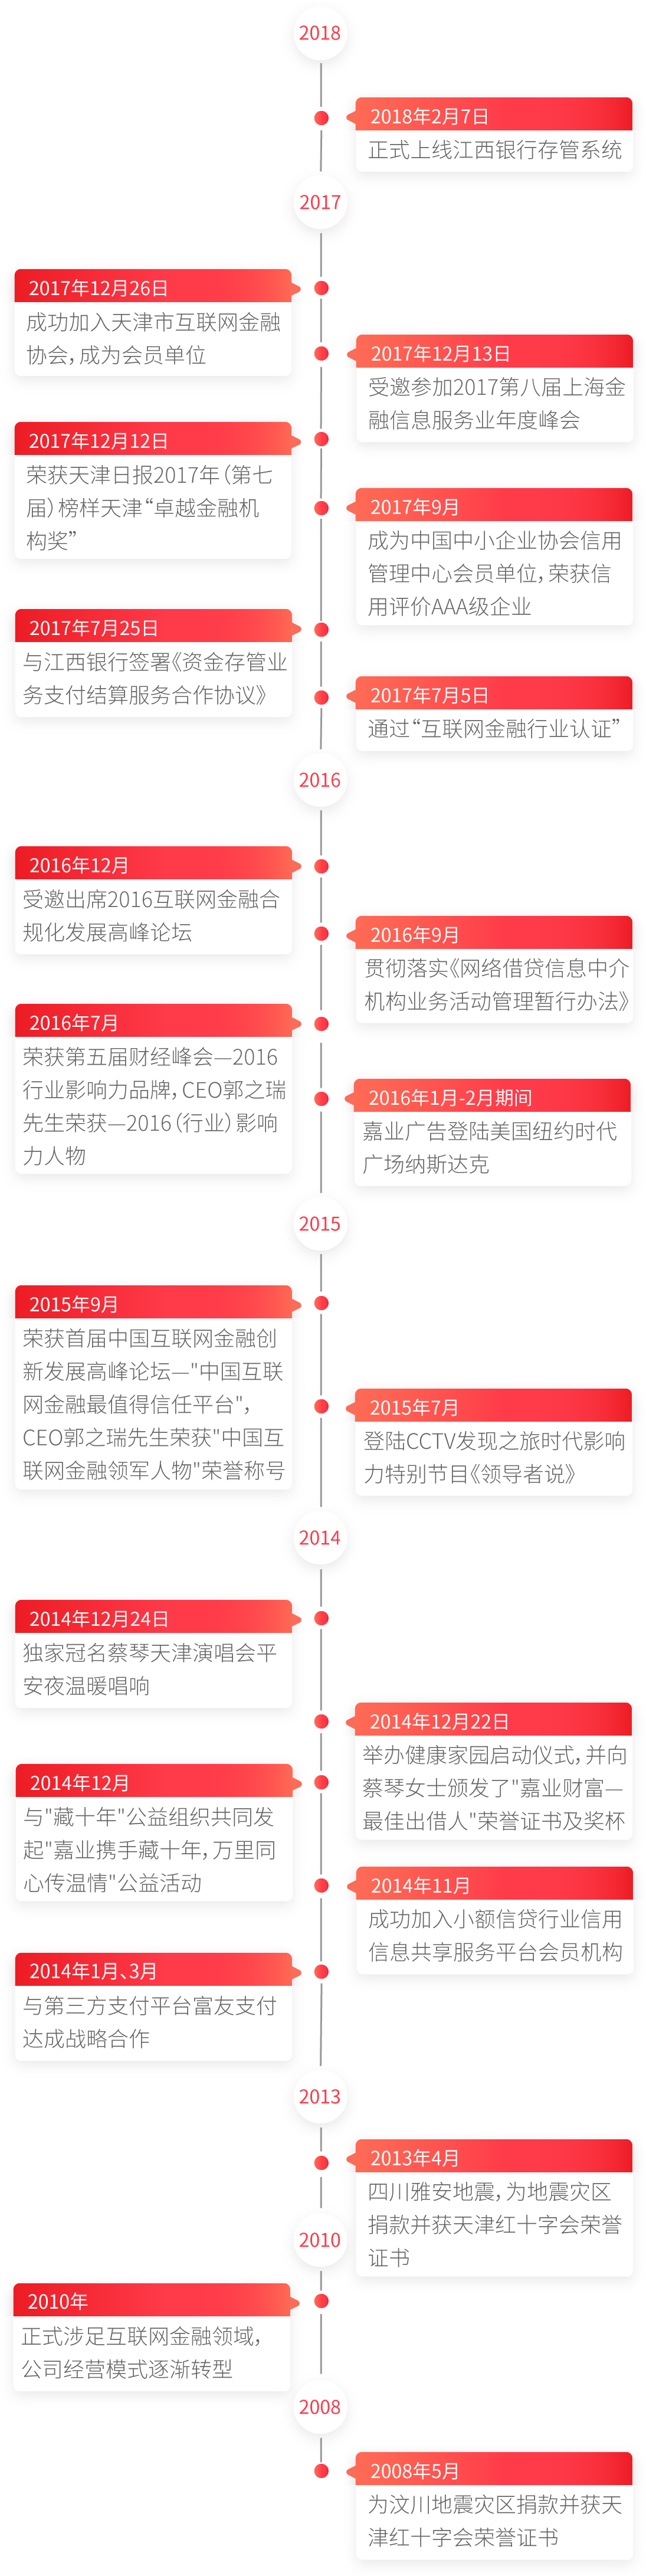 2018
2018年2月7日
正式上线江西银行存管系统
2017
2017年12月26日
成功加入天津市互联网金融
协会，成为会员单位
2017年12月13日
受邀参加2017第八届上海金
融信息服务业年度峰会
2017年12月12日
荣获天津日报2017年（第七
届）榜样天津“卓越金融机
构奖”
2017年9月
成为中国中小企业协会信用
管理中心会员单位，荣获信
用评价AAA级企业
2017年7月25日
与江西银行签署《资金存管业
务支付结算服务合作协议》
2017年7月5日
通过“互联网金融行业认证”
2016
2016年12月
受邀出席2016互联网金融合
规化发展高峰论坛
2016年9月
贯彻落实《网络借贷信息中介
机构业务活动管理暂行办法》
2016年7月
荣获第五届财经峰会—2016
行业影响力品牌，CEO郭之瑞
先生荣获—2016（行业）影响
力人物
2016年1月-2月期间
嘉业广告登陆美国纽约时代
广场纳斯达克
2015
2015年9月
荣获首届中国互联网金融创
新发展高峰论坛—"中国互联
网金融最值得信任平台"，
CEO郭之瑞先生荣获"中国互
联网金融领军人物"荣誉称号
2015年7月
登陆CCTV发现之旅时代影响
力特别节目《领导者说》
2014
2014年12月24日
独家冠名蔡琴天津演唱会平
安夜温暖唱响
2014年12月22日
举办健康家园启动仪式，并向
蔡琴女士颁发了"嘉业财富—
最佳出借人"荣誉证书及奖杯
2014年12月
与"藏十年"公益组织共同发
起"嘉业携手藏十年，万里同
心传温情"公益活动
2014年11月
成功加入小额信贷行业信用
信息共享服务平台会员机构
2014年1月、3月
与第三方支付平台富友支付
达成战略合作
2013
2013年4月
四川雅安地震，为地震灾区
捐款并获天津红十字会荣誉
证书
2010
2010年
正式涉足互联网金融领域，
公司经营模式逐渐转型
2008
2008年5月
为汶川地震灾区捐款并获天
津红十字会荣誉证书